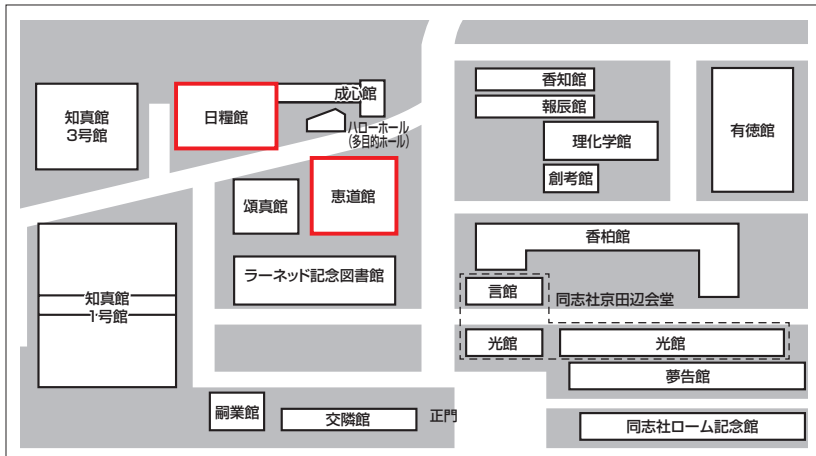 知真館
3号館
日糧館
成心館
ハローホール
(多目的ホール)
頌真館
恵道館
ラーネッド記念図書館
知真館
1号館
嗣業館
交隣館
正門
香知館
報辰館
理化学館
創考館
有徳館
香柏館
言館
同志社京田辺会堂
光館
光館
夢告館
同志社ローム記念館